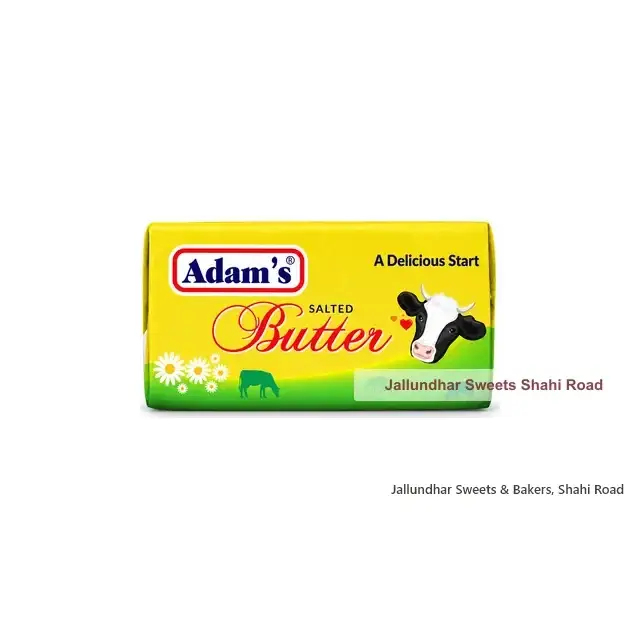 Adam's®
A Delicious Start
SALTED
Butter
Jallundhar Sweets Shahi Road
Jallundhar Sweets & Bakers, Shahi Road